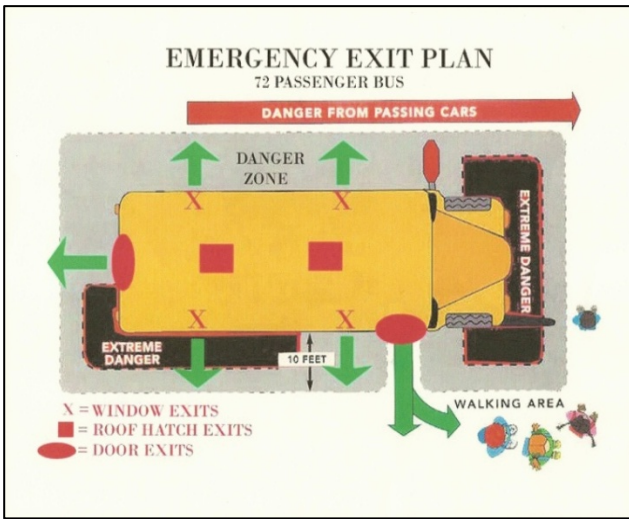 EMERGENCY EXIT PLAN
72 PASSENGER BUS
DANGER FROM PASSING CARS
DANGER
ZONE
X
X
EXTREME DANGER
X
X
EXTREME
DANGER
10 FEET
WALKING AREA
X = WINDOW EXITS
= ROOF HATCH EXITS
= DOOR EXITS